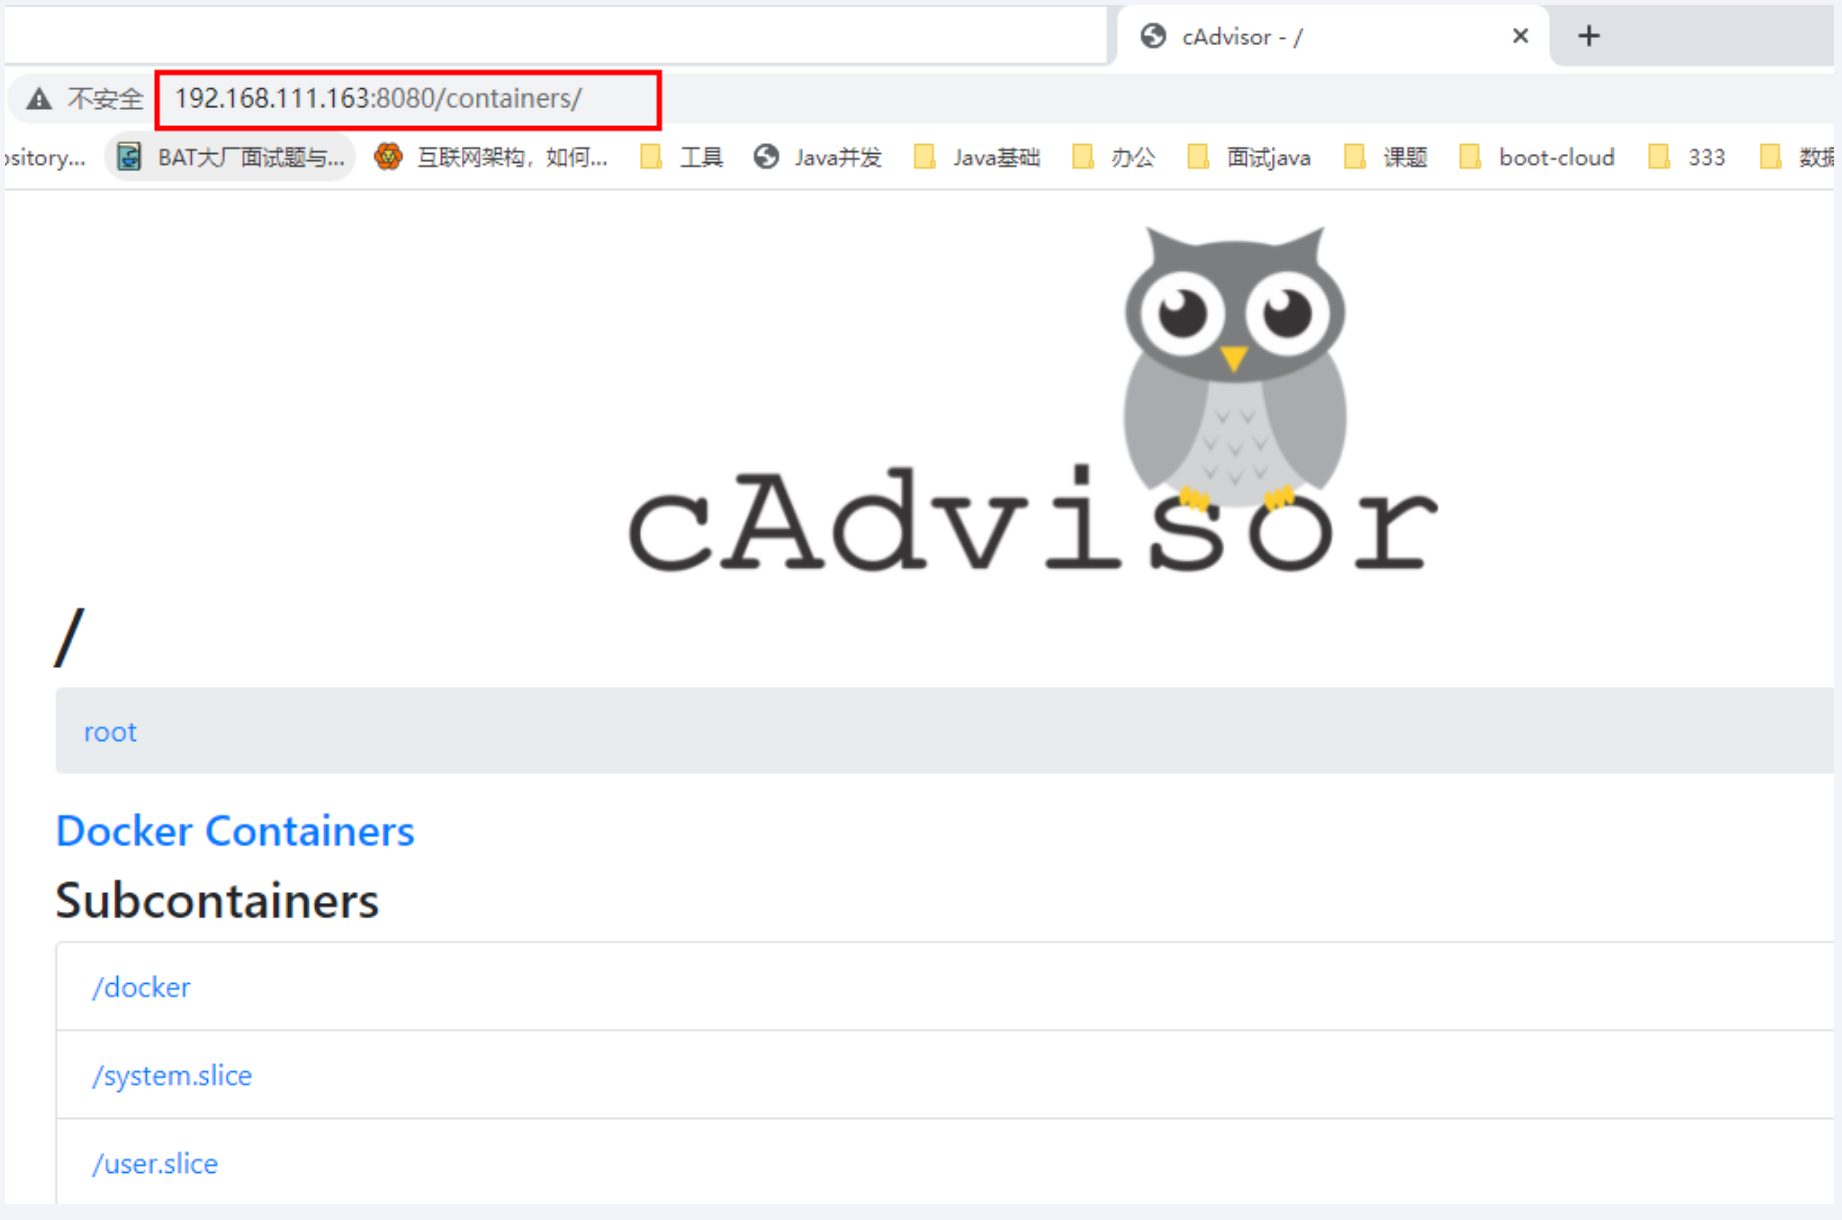 cAdvisor - /
不安全 192.168.111.163:8080/containers/
ository... BAT大厂面试题与... 互联网架构，如何... 工具 Java并发 Java基础 办公 面试java 课题 boot-cloud 333 数据
cAdvisor
/
root
Docker Containers
Subcontainers
/docker
/system.slice
/user.slice